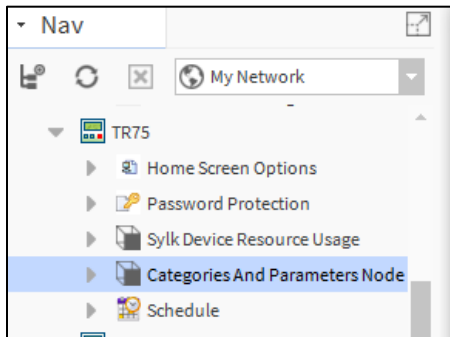 Nav
My Network
TR75
Home Screen Options
Password Protection
Sylk Device Resource Usage
Categories And Parameters Node
Schedule